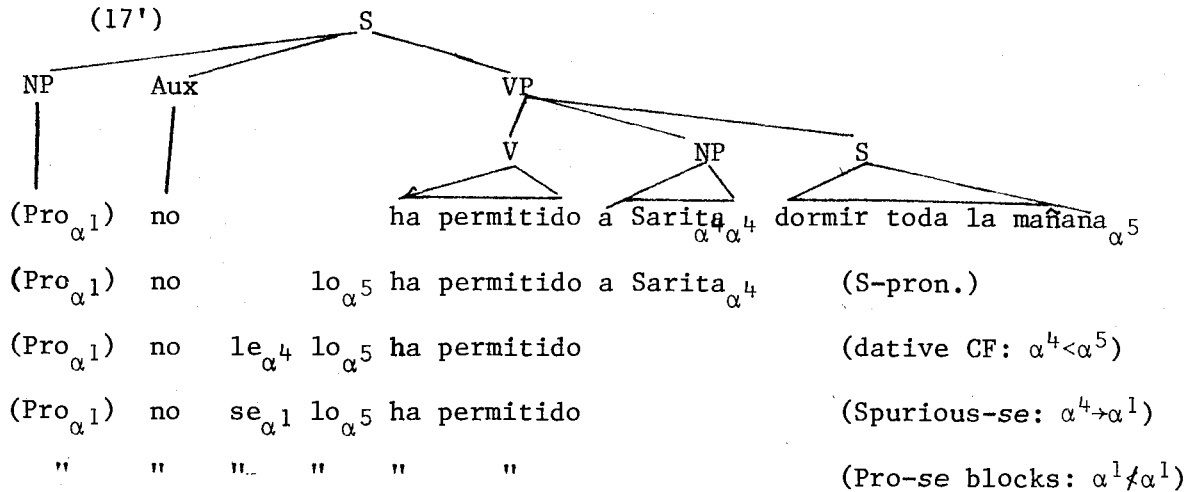 (17') S
NP Aux VP
V NP S
(Pro_α1) no ha permitido a Sarita_α4 α4 dormir toda la mañana_α5
(Pro_α1) no lo_α5 ha permitido a Sarita_α4 (S-pron.)
(Pro_α1) no le_α4 lo_α5 ha permitido (dative CF: α⁴<α⁵)
(Pro_α1) no se_α1 lo_α5 ha permitido (Spurious-se: α⁴→α¹)
" " " " " " (Pro-se blocks: α¹≮α¹)